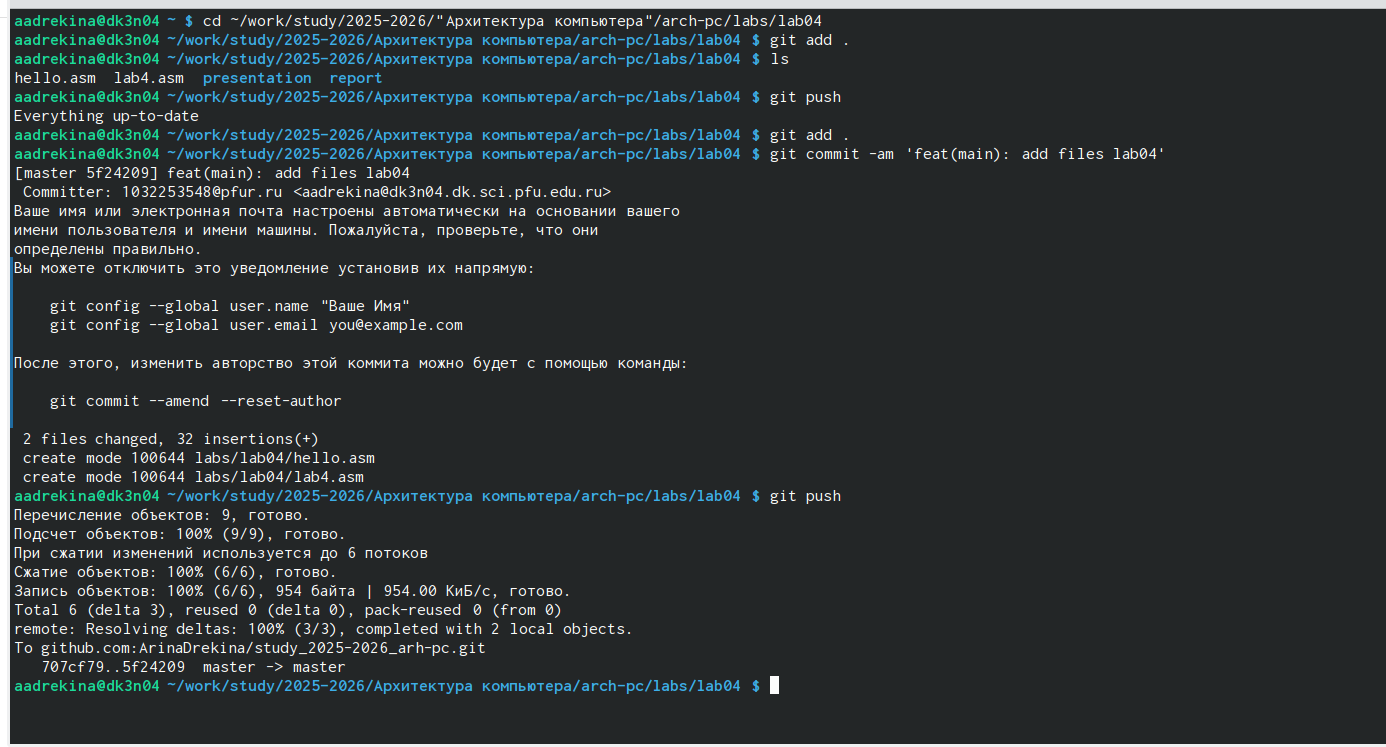 aadrekina@dk3n04 ~ $ cd ~/work/study/2025-2026/"Архитектура компьютера"/arch-pc/labs/lab04
aadrekina@dk3n04 ~/work/study/2025-2026/Архитектура компьютера/arch-pc/labs/lab04 $ git add .
aadrekina@dk3n04 ~/work/study/2025-2026/Архитектура компьютера/arch-pc/labs/lab04 $ ls
hello.asm  lab4.asm  presentation  report
aadrekina@dk3n04 ~/work/study/2025-2026/Архитектура компьютера/arch-pc/labs/lab04 $ git push
Everything up-to-date
aadrekina@dk3n04 ~/work/study/2025-2026/Архитектура компьютера/arch-pc/labs/lab04 $ git add .
aadrekina@dk3n04 ~/work/study/2025-2026/Архитектура компьютера/arch-pc/labs/lab04 $ git commit -am 'feat(main): add files lab04'
[master 5f24209] feat(main): add files lab04
 Committer: 1032253548@pfur.ru <aadrekina@dk3n04.dk.sci.pfu.edu.ru>
Ваше имя или электронная почта настроены автоматически на основании вашего
имени пользователя и имени машины. Пожалуйста, проверьте, что они
определены правильно.
Вы можете отключить это уведомление установив их напрямую:
    git config --global user.name "Ваше Имя"
    git config --global user.email you@example.com
После этого, изменить авторство этой коммита можно будет с помощью команды:
    git commit --amend --reset-author
 2 files changed, 32 insertions(+)
 create mode 100644 labs/lab04/hello.asm
 create mode 100644 labs/lab04/lab4.asm
aadrekina@dk3n04 ~/work/study/2025-2026/Архитектура компьютера/arch-pc/labs/lab04 $ git push
Перечисление объектов: 9, готово.
Подсчет объектов: 100% (9/9), готово.
При сжатии изменений используется до 6 потоков
Сжатие объектов: 100% (6/6), готово.
Запись объектов: 100% (6/6), 954 байта | 954.00 КиБ/с, готово.
Total 6 (delta 3), reused 0 (delta 0), pack-reused 0 (from 0)
remote: Resolving deltas: 100% (3/3), completed with 2 local objects.
To github.com:ArinaDrekina/study_2025-2026_arh-pc.git
   707cf79..5f24209  master -> master
aadrekina@dk3n04 ~/work/study/2025-2026/Архитектура компьютера/arch-pc/labs/lab04 $